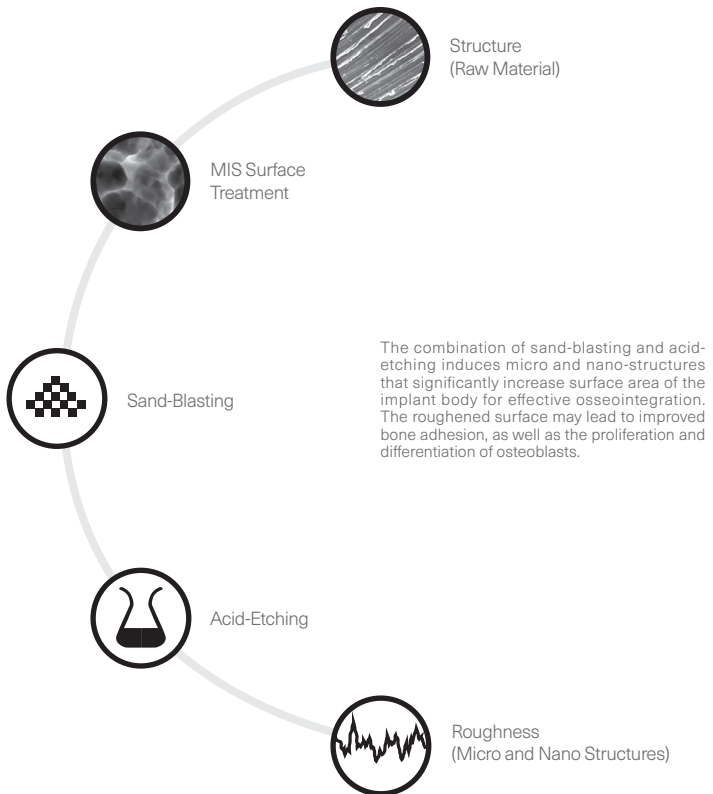 Structure
(Raw Material)
MIS Surface
Treatment
The combination of sand-blasting and acid-
etching induces micro and nano-structures
that significantly increase surface area of the
implant body for effective osseointegration.
The roughened surface may lead to improved
bone adhesion, as well as the proliferation and
differentiation of osteoblasts.
Sand-Blasting
Acid-Etching
Roughness
(Micro and Nano Structures)